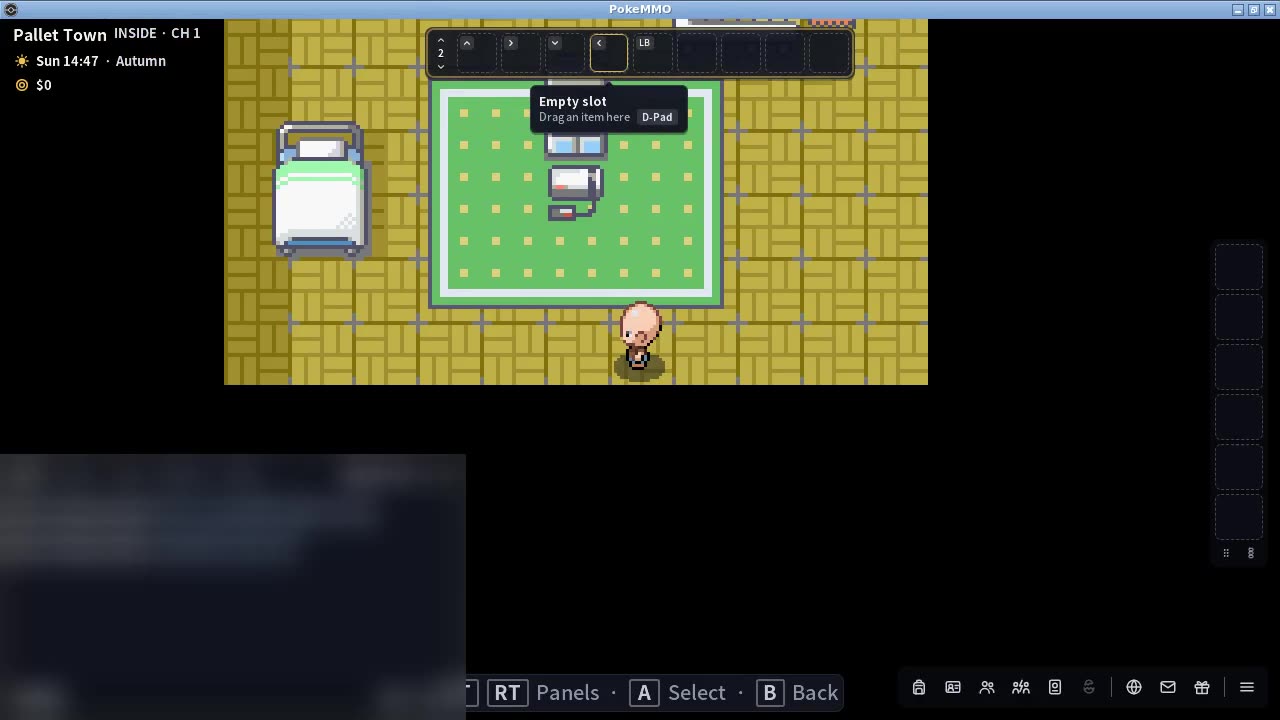 PokeMMO
Pallet Town INSIDE · CH 1
Sun 14:47 · Autumn
$0
2
LB
Empty slot
Drag an item here D-Pad
RT Panels · A Select · B Back